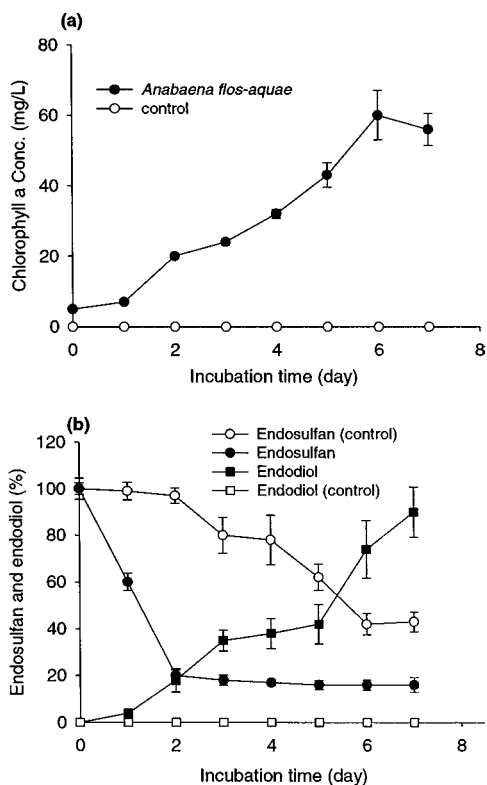 (a)
80
60
40
20
0
Chlorophyll a Conc. (mg/L)
Anabaena flos-aquae
control
0 2 4 6 8
Incubation time (day)
(b)
120
100
80
60
40
20
0
Endosulfan and endodiol (%)
Endosulfan (control)
Endosulfan
Endodiol
Endodiol (control)
0 2 4 6 8
Incubation time (day)